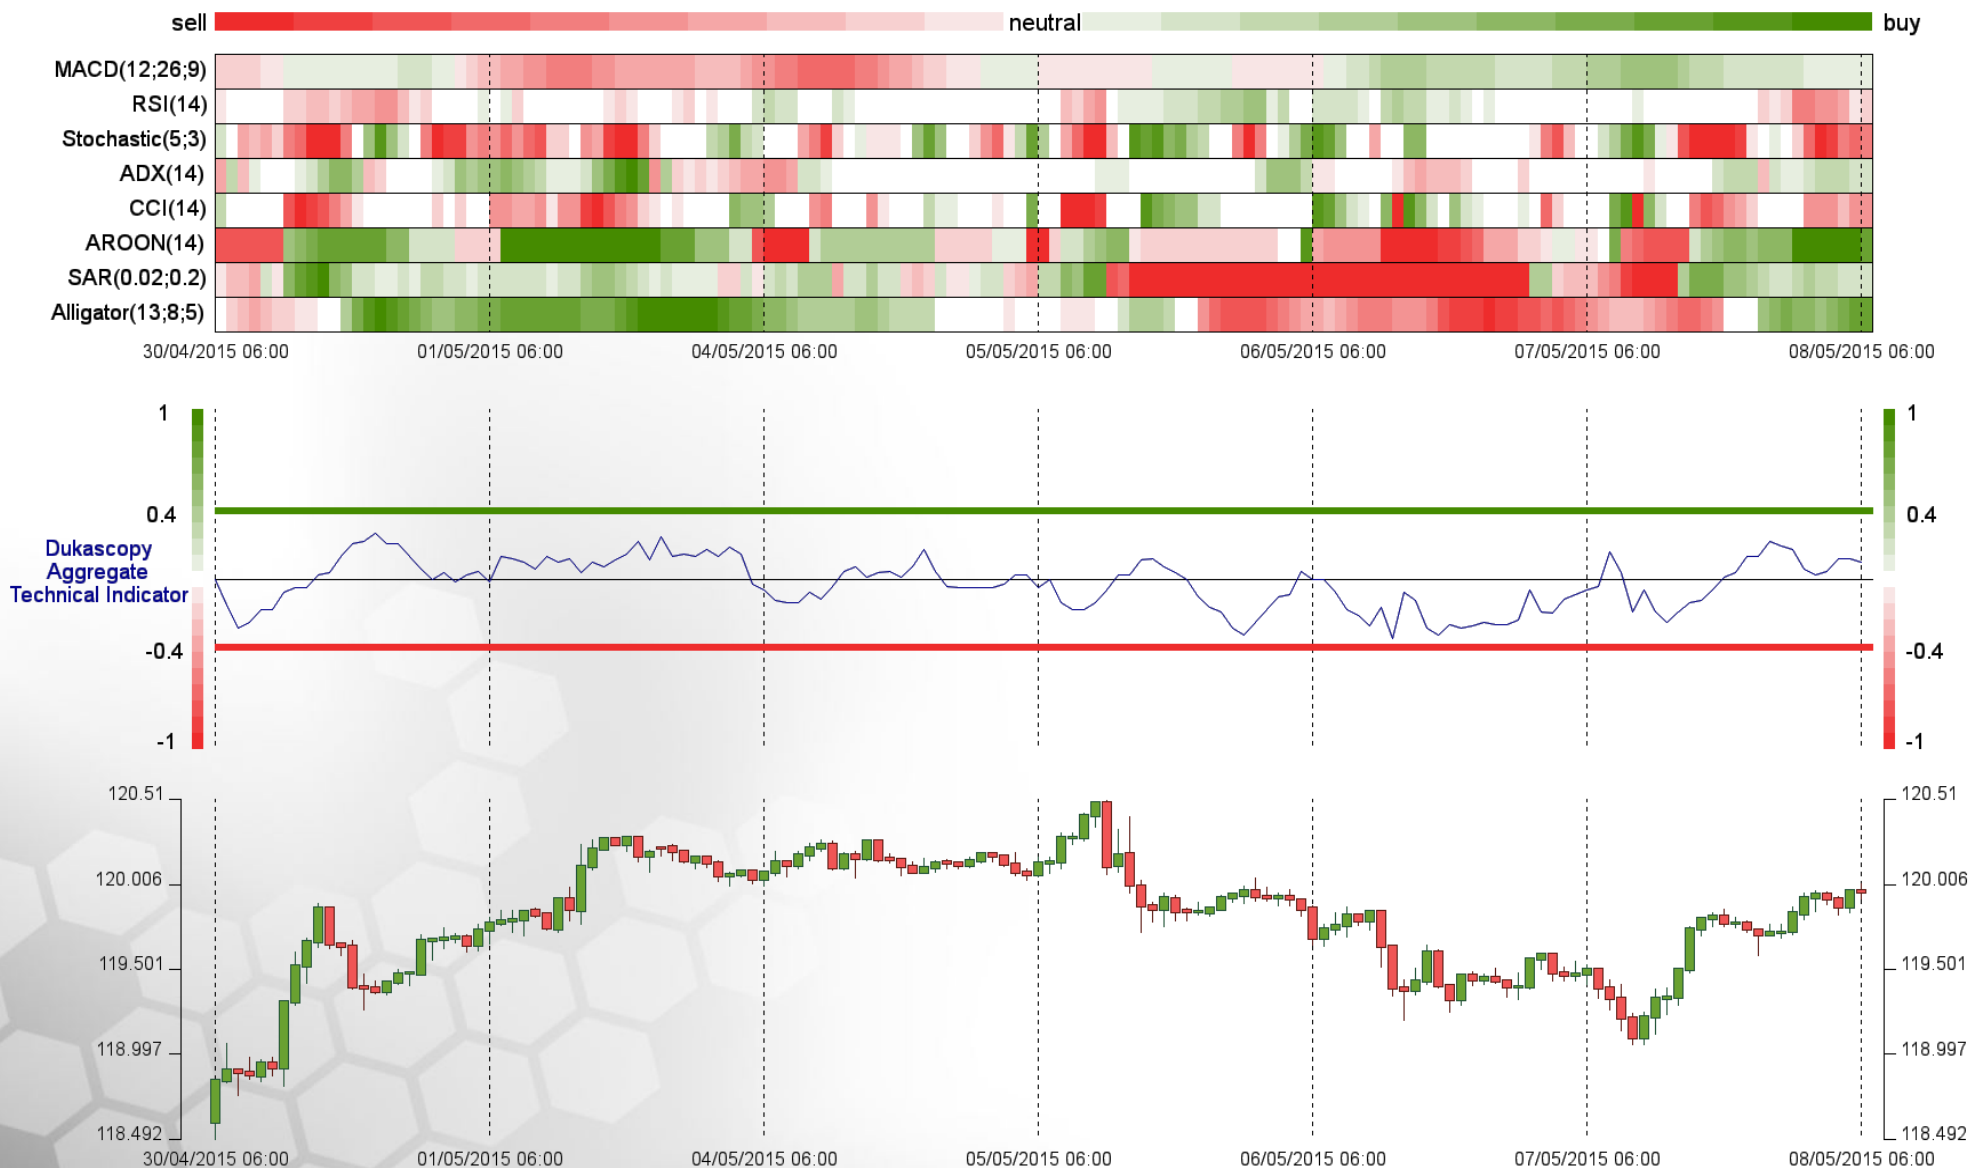 sell neutral buy
MACD(12;26;9)
RSI(14)
Stochastic(5;3)
ADX(14)
CCI(14)
AROON(14)
SAR(0.02;0.2)
Alligator(13;8;5)
30/04/2015 06:00 01/05/2015 06:00 04/05/2015 06:00 05/05/2015 06:00 06/05/2015 06:00 07/05/2015 06:00 08/05/2015 06:00
1 1
0.4 0.4
Dukascopy
Aggregate
Technical Indicator
-0.4 -0.4
-1 -1
120.51 120.51
120.006 120.006
119.501 119.501
118.997 118.997
118.492 118.492
30/04/2015 06:00 01/05/2015 06:00 04/05/2015 06:00 05/05/2015 06:00 06/05/2015 06:00 07/05/2015 06:00 08/05/2015 06:00